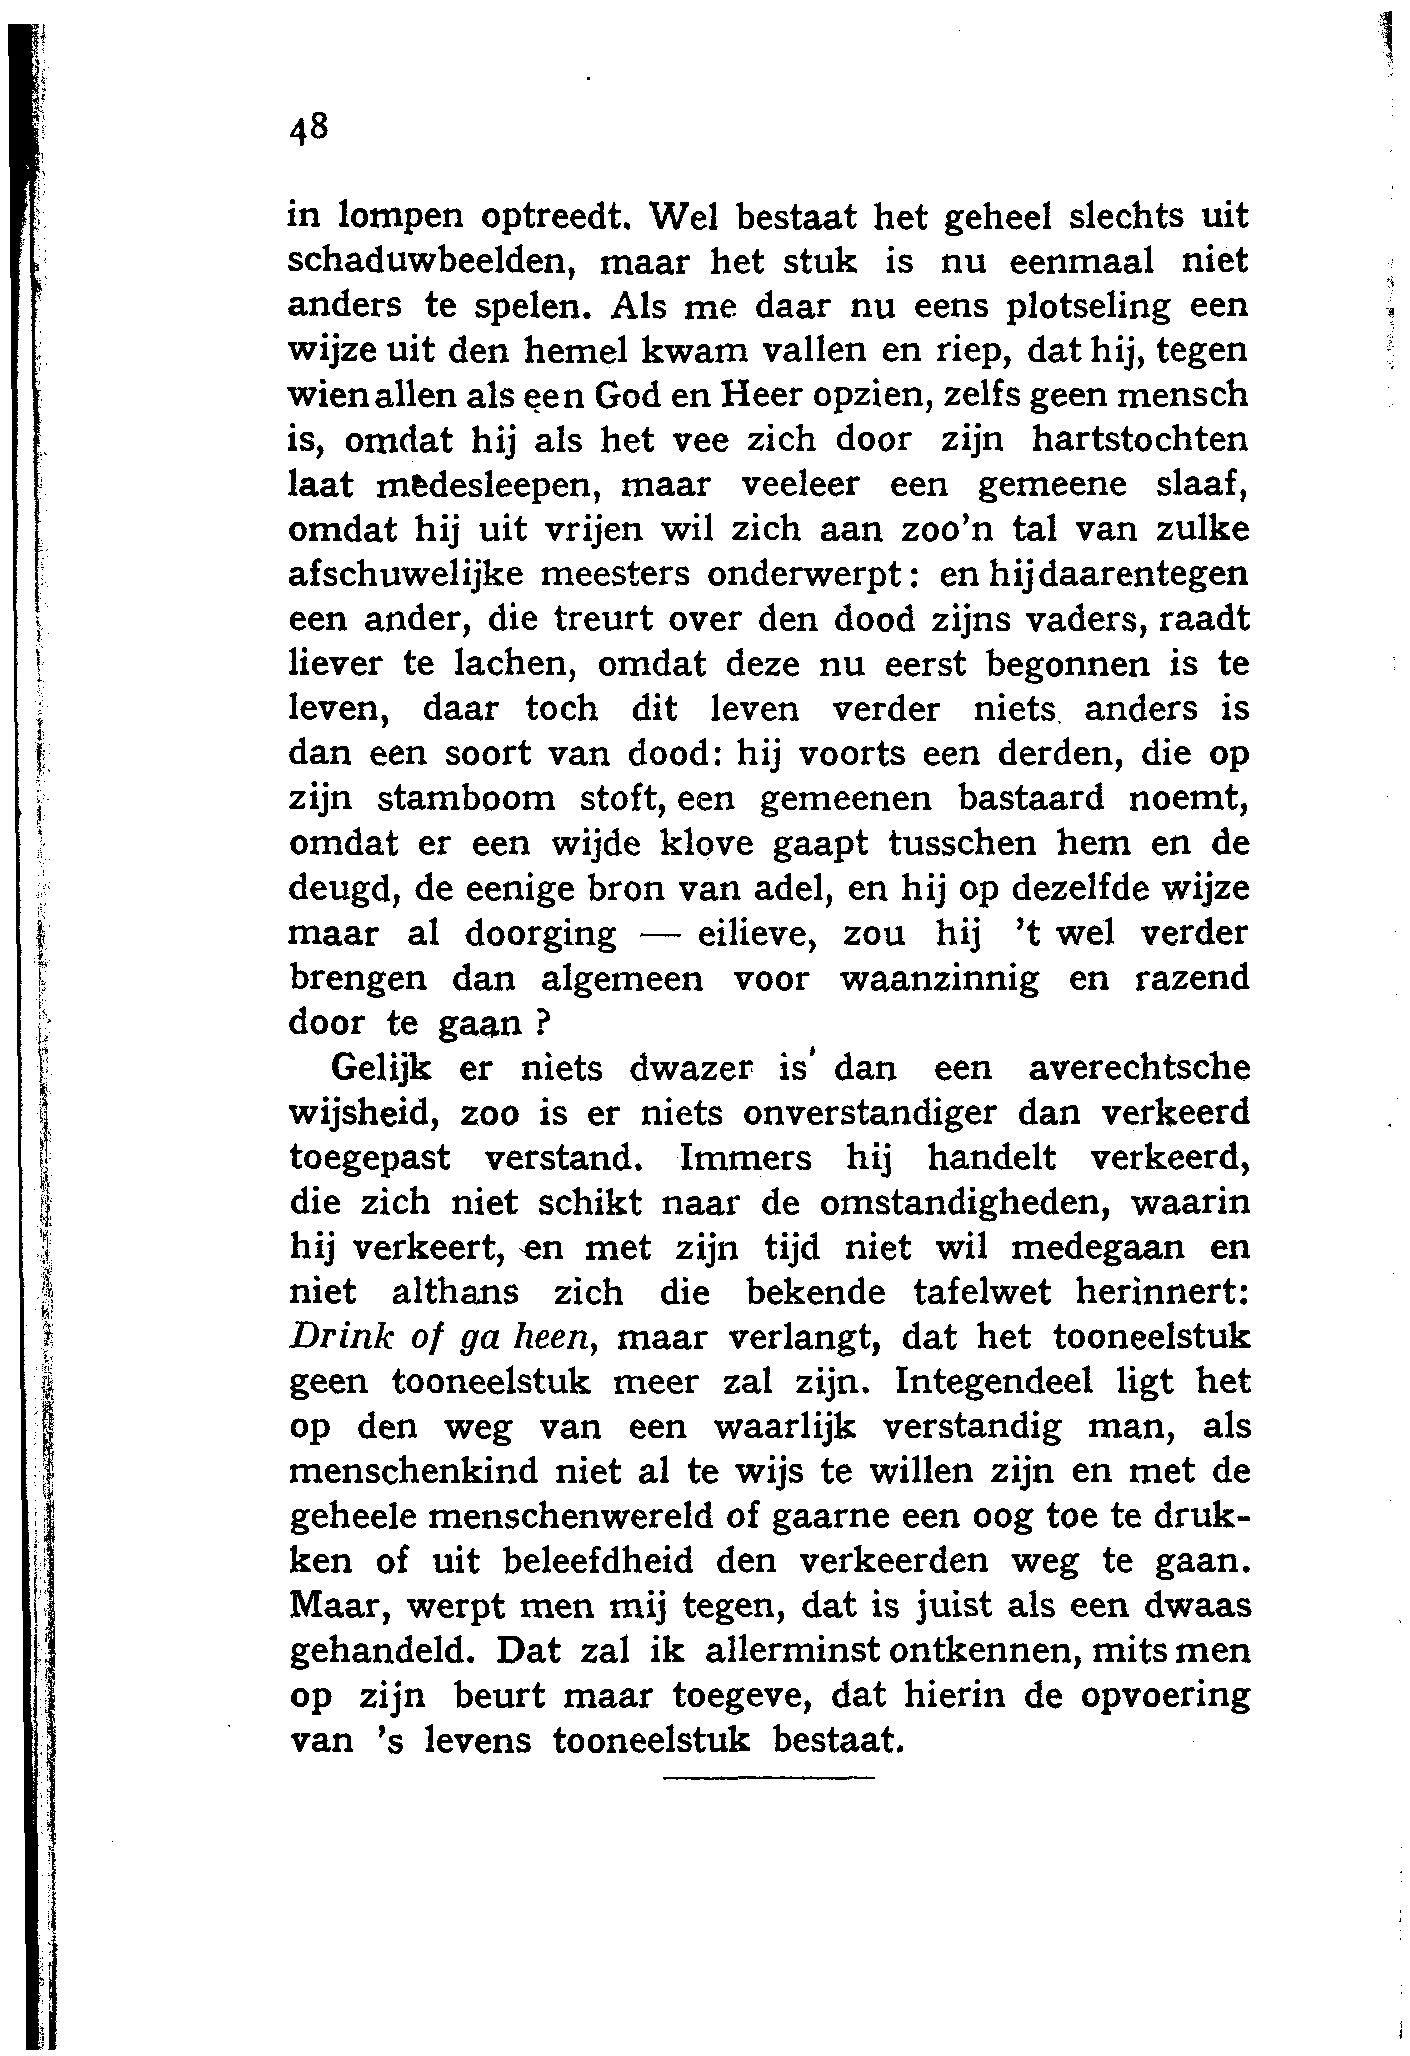 48
in lompen optreedt. Wel bestaat het geheel slechts uit
schaduwbeelden, maar het stuk is nu eenmaal niet
anders te spelen. Als me daar nu eens plotseling een
wijze uit den hemel kwam vallen en riep, dat hij, tegen
wien allen als een God en Heer opzien, zelfs geen mensch
is, omdat hij als het vee zich door zijn hartstochten
laat medesleepen, maar veeleer een gemeene slaaf,
omdat hij uit vrijen wil zich aan zoo'n tal van zulke
afschuwelijke meesters onderwerpt: en hij daarentegen
een ander, die treurt over den dood zijns vaders, raadt
liever te lachen, omdat deze nu eerst begonnen is te
leven, daar toch dit leven verder niets anders is
dan een soort van dood: hij voorts een derden, die op
zijn stamboom stoft, een gemeenen bastaard noemt,
omdat er een wijde klove gaapt tusschen hem en de
deugd, de eenige bron van adel, en hij op dezelfde wijze
maar al doorging — eilieve, zou hij 't wel verder
brengen dan algemeen voor waanzinnig en razend
door te gaan ?
Gelijk er niets dwazer is dan een averechtsche
wijsheid, zoo is er niets onverstandiger dan verkeerd
toegepast verstand. Immers hij handelt verkeerd,
die zich niet schikt naar de omstandigheden, waarin
hij verkeert, en met zijn tijd niet wil medegaan en
niet althans zich die bekende tafelwet herinnert:
Drink of ga heen, maar verlangt, dat het tooneelstuk
geen tooneelstuk meer zal zijn. Integendeel ligt het
op den weg van een waarlijk verstandig man, als
menschenkind niet al te wijs te willen zijn en met de
geheele menschenwereld of gaarne een oog toe te druk-
ken of uit beleefdheid den verkeerden weg te gaan.
Maar, werpt men mij tegen, dat is juist als een dwaas
gehandeld. Dat zal ik allerminst ontkennen, mits men
op zijn beurt maar toegeve, dat hierin de opvoering
van 's levens tooneelstuk bestaat.